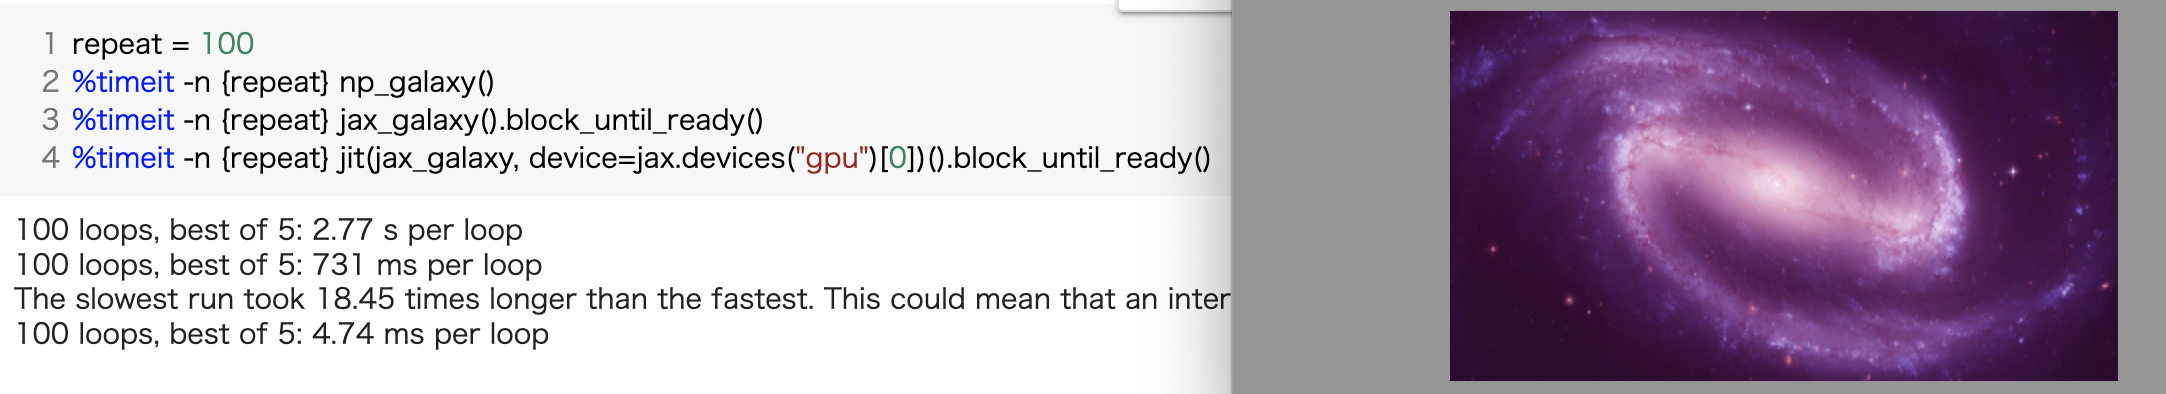 1 repeat = 100
2 %timeit -n {repeat} np_galaxy()
3 %timeit -n {repeat} jax_galaxy().block_until_ready()
4 %timeit -n {repeat} jit(jax_galaxy, device=jax.devices("gpu")[0])().block_until_ready()
100 loops, best of 5: 2.77 s per loop
100 loops, best of 5: 731 ms per loop
The slowest run took 18.45 times longer than the fastest. This could mean that an inter
100 loops, best of 5: 4.74 ms per loop